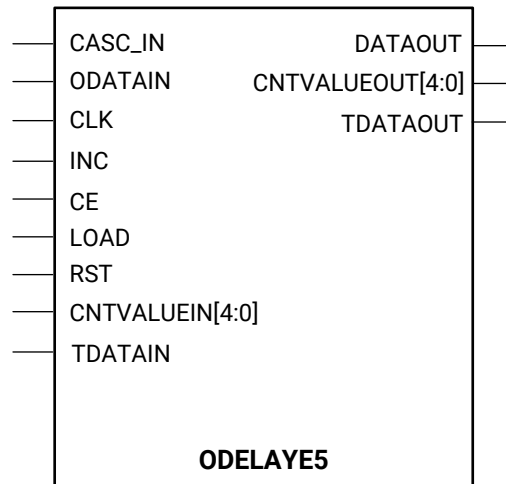 CASC_IN DATAOUT
ODATAIN CNTVALUEOUT[4:0]
CLK TDATAOUT
INC
CE
LOAD
RST
CNTVALUEIN[4:0]
TDATAIN
ODELAYE5